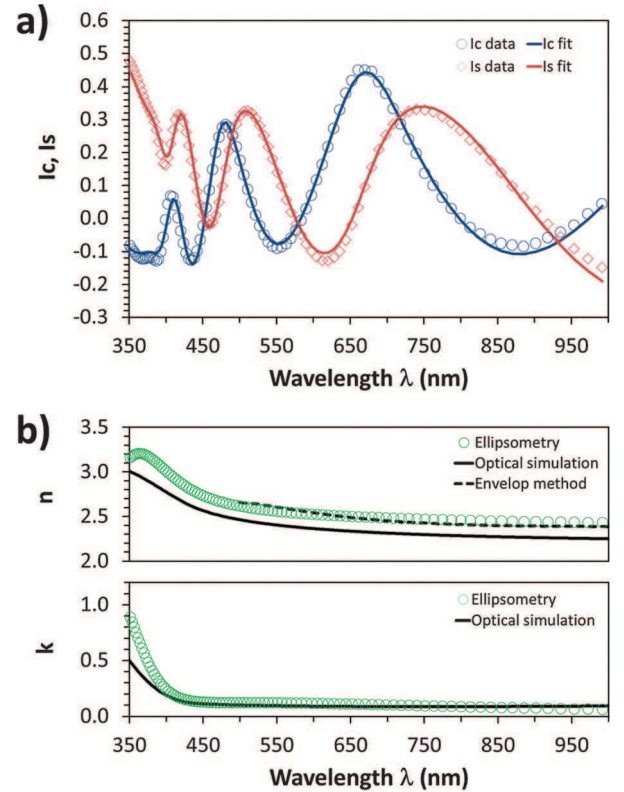 a)
0.6
0.5
0.4
0.3
0.2
0.1
0.0
-0.1
-0.2
-0.3
Ic, Is
Ic data Ic fit
Is data Is fit
350 450 550 650 750 850 950
Wavelength λ (nm)
b)
3.5
3.0
2.5
2.0
n
Ellipsometry
Optical simulation
Envelop method
1.0
0.5
0.0
k
Ellipsometry
Optical simulation
350 450 550 650 750 850 950
Wavelength λ (nm)